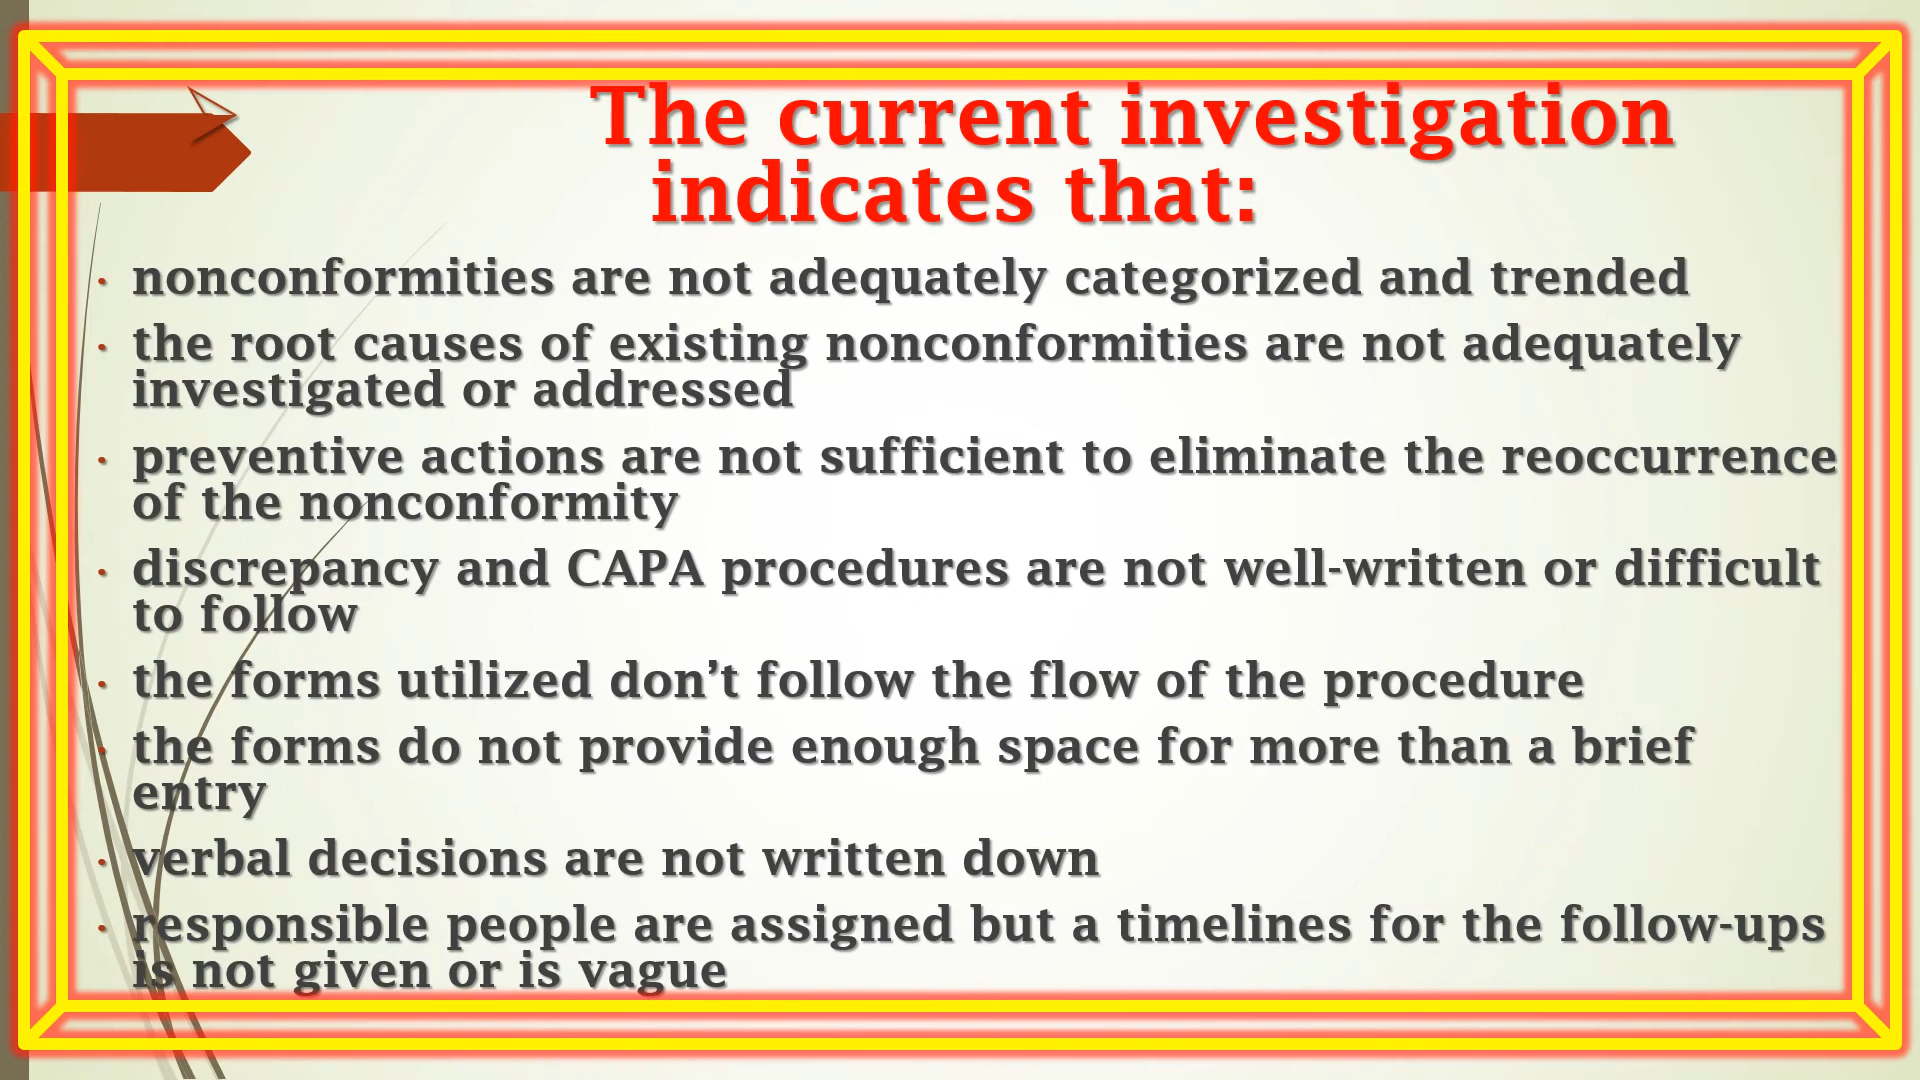 The current investigation
indicates that:
• nonconformities are not adequately categorized and trended
• the root causes of existing nonconformities are not adequately
investigated or addressed
• preventive actions are not sufficient to eliminate the reoccurrence
of the nonconformity
• discrepancy and CAPA procedures are not well-written or difficult
to follow
• the forms utilized don’t follow the flow of the procedure
• the forms do not provide enough space for more than a brief
entry
• verbal decisions are not written down
• responsible people are assigned but a timelines for the follow-ups
is not given or is vague